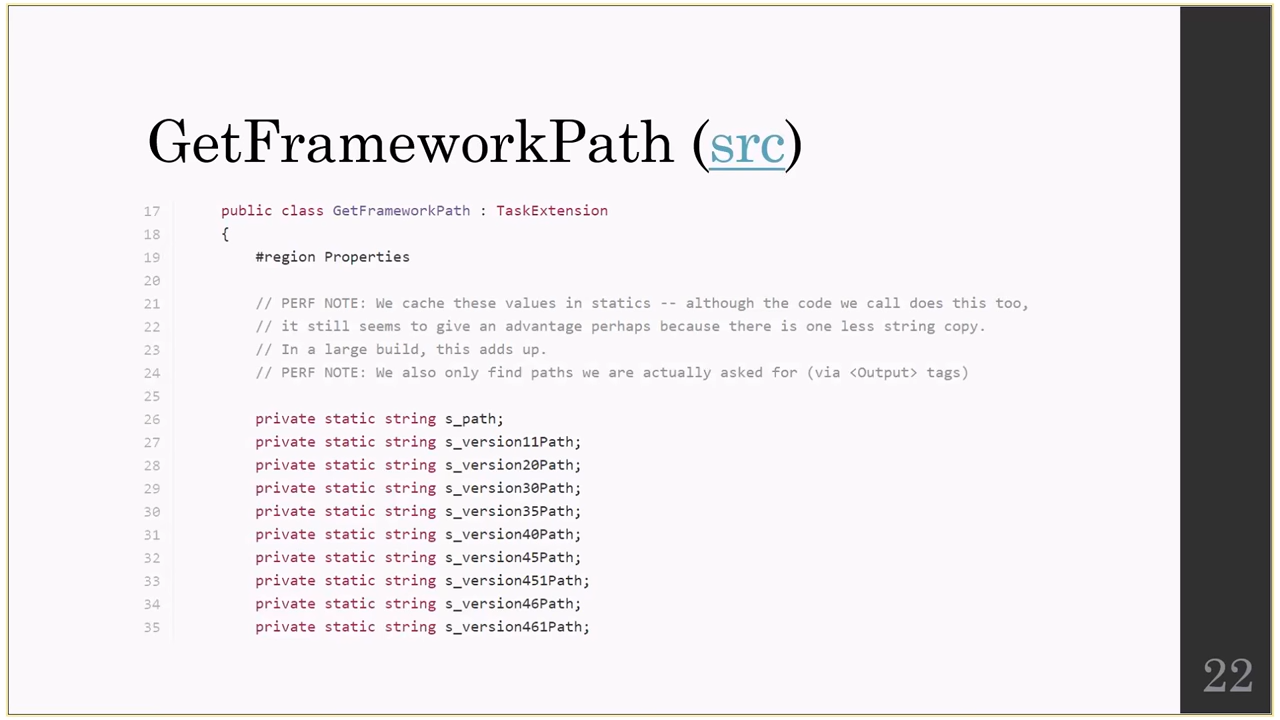 GetFrameworkPath (src)
17 public class GetFrameworkPath : TaskExtension
18 {
19 #region Properties
20
21 // PERF NOTE: We cache these values in statics -- although the code we call does this too,
22 // it still seems to give an advantage perhaps because there is one less string copy.
23 // In a large build, this adds up.
24 // PERF NOTE: We also only find paths we are actually asked for (via <Output> tags)
25
26 private static string s_path;
27 private static string s_version11Path;
28 private static string s_version20Path;
29 private static string s_version30Path;
30 private static string s_version35Path;
31 private static string s_version40Path;
32 private static string s_version45Path;
33 private static string s_version451Path;
34 private static string s_version46Path;
35 private static string s_version461Path;
22